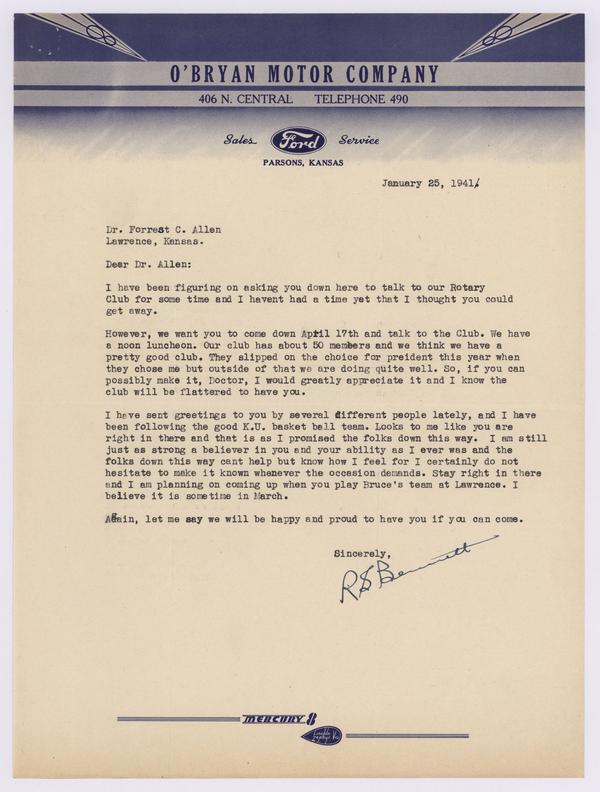 O'BRYAN MOTOR COMPANY
406 N. CENTRAL TELEPHONE 490
Sales Ford Service
PARSONS, KANSAS
January 25, 1941/
Dr. Forrest C. Allen
Lawrence, Kansas.
Dear Dr. Allen:
I have been figuring on asking you down here to talk to our Rotary
Club for some time and I havent had a time yet that I thought you could
get away.
However, we want you to come down April 17th and talk to the Club. We have
a noon luncheon. Our club has about 50 members and we think we have a
pretty good club. They slipped on the choice for preident this year when
they chose me but outside of that we are doing quite well. So, if you can
possibly make it, Doctor, I would greatly appreciate it and I know the
club will be flattered to have you.
I have sent greetings to you by several different people lately, and I have
been following the good K.U. basket ball team. Looks to me like you are
right in there and that is as I promised the folks down this way. I am still
just as strong a believer in you and your ability as I ever was and the
folks down this way cant help but know how I feel for I certainly do not
hesitate to make it known whenever the occasion demands. Stay right in there
and I am planning on coming up when you play Bruce's team at Lawrence. I
believe it is sometime in March.
Again, let me say we will be happy and proud to have you if you can come.
Sincerely,
R S Bennett
MERCURY 8
Lincoln
Zephyr V12